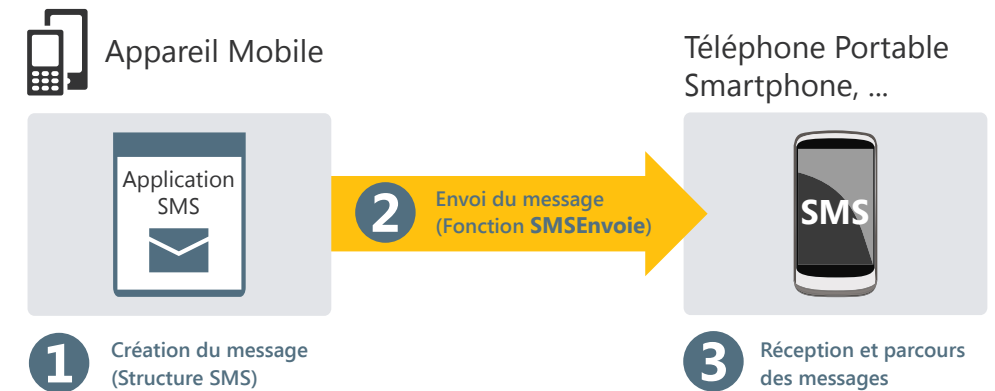 Appareil Mobile
Téléphone Portable
Smartphone, ...
Application
SMS
2
Envoi du message
(Fonction SMSEnvoie)
SMS
1
Création du message
(Structure SMS)
3
Réception et parcours
des messages